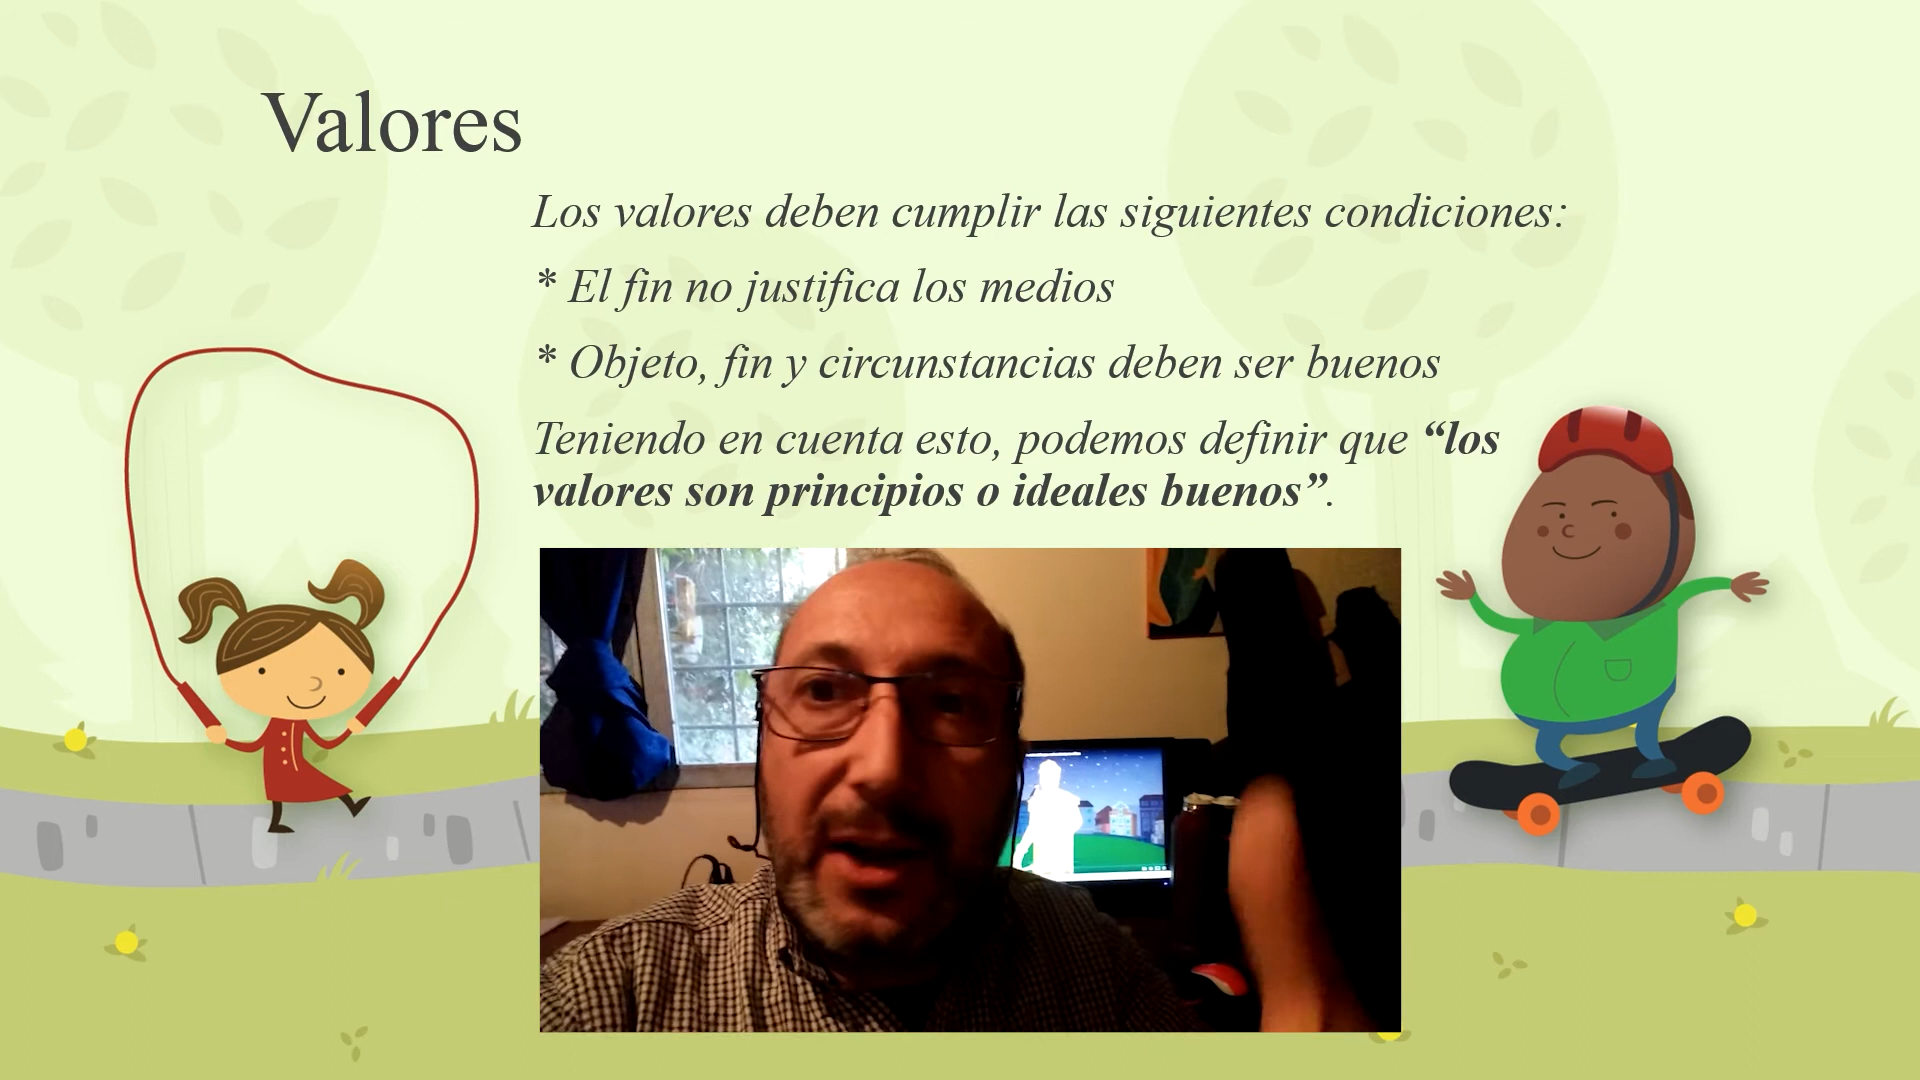 Valores
Los valores deben cumplir las siguientes condiciones:
* El fin no justifica los medios
* Objeto, fin y circunstancias deben ser buenos
Teniendo en cuenta esto, podemos definir que “los
valores son principios o ideales buenos”.